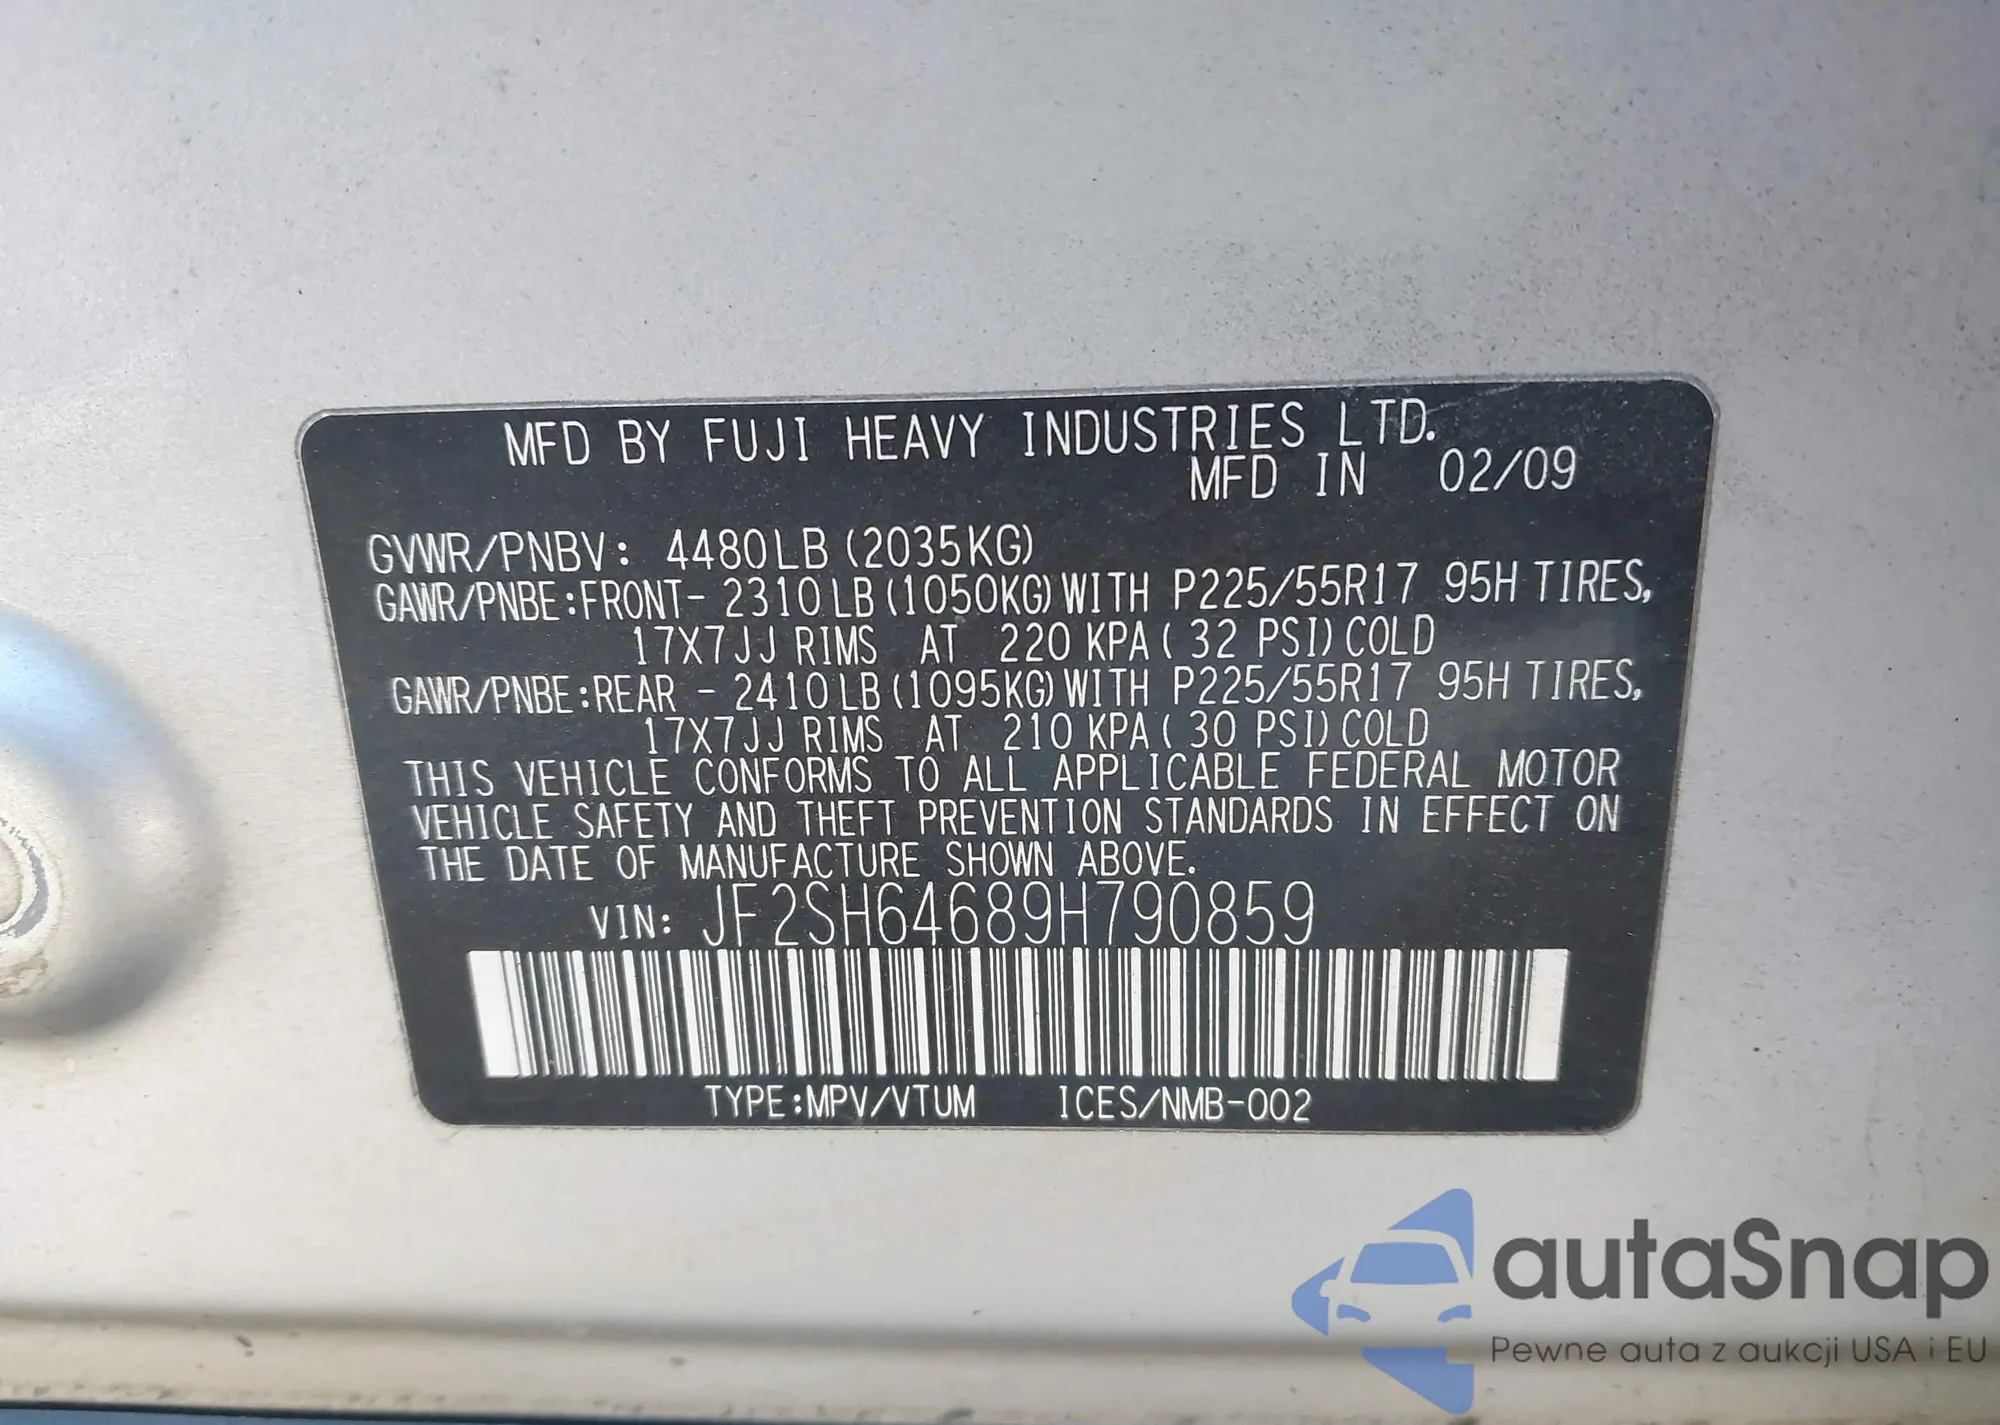 MFD BY FUJI HEAVY INDUSTRIES LTD.
MFD IN 02/09
GVWR/PNBV: 4480LB (2035KG)
GAWR/PNBE:FRONT- 2310LB (1050KG) WITH P225/55R17 95H TIRES,
17X7JJ RIMS AT 220 KPA ( 32 PSI) COLD
GAWR/PNBE:REAR - 2410LB (1095KG) WITH P225/55R17 95H TIRES,
17X7JJ RIMS AT 210 KPA ( 30 PSI) COLD
THIS VEHICLE CONFORMS TO ALL APPLICABLE FEDERAL MOTOR
VEHICLE SAFETY AND THEFT PREVENTION STANDARDS IN EFFECT ON
THE DATE OF MANUFACTURE SHOWN ABOVE.
VIN: JF2SH64689H790859
TYPE:MPV/VTUM ICES/NMB-002
autaSnap
Pewne auta z aukcji USA i EU